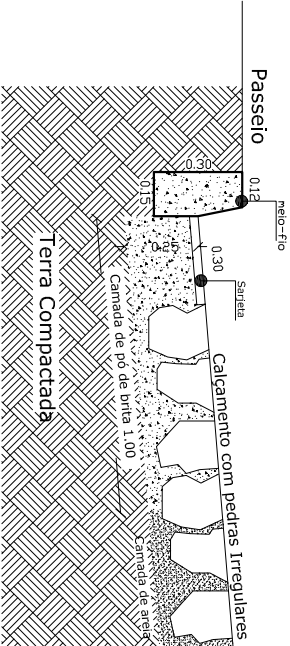 Passeio
meio-fio
0.12
0.30
0.15
0.30
0.25
Sarjeta
Calçamento com pedras Irregulares
Camada de pó de brita 1.00
Camada de areia
Terra Compactada